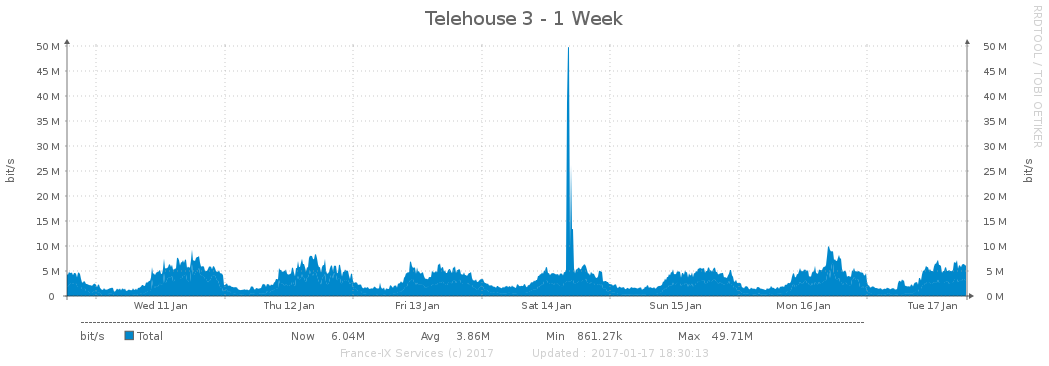 Telehouse 3 - 1 Week
RRDTOOL / TOBI OETIKER
bit/s
50 M
45 M
40 M
35 M
30 M
25 M
20 M
15 M
10 M
5 M
0
50 M
45 M
40 M
35 M
30 M
25 M
20 M
15 M
10 M
5 M
0 M
bit/s
Wed 11 Jan Thu 12 Jan Fri 13 Jan Sat 14 Jan Sun 15 Jan Mon 16 Jan Tue 17 Jan
bit/s Total Now 6.04M Avg 3.86M Min 861.27k Max 49.71M
France-IX Services (c) 2017 Updated : 2017-01-17 18:30:13